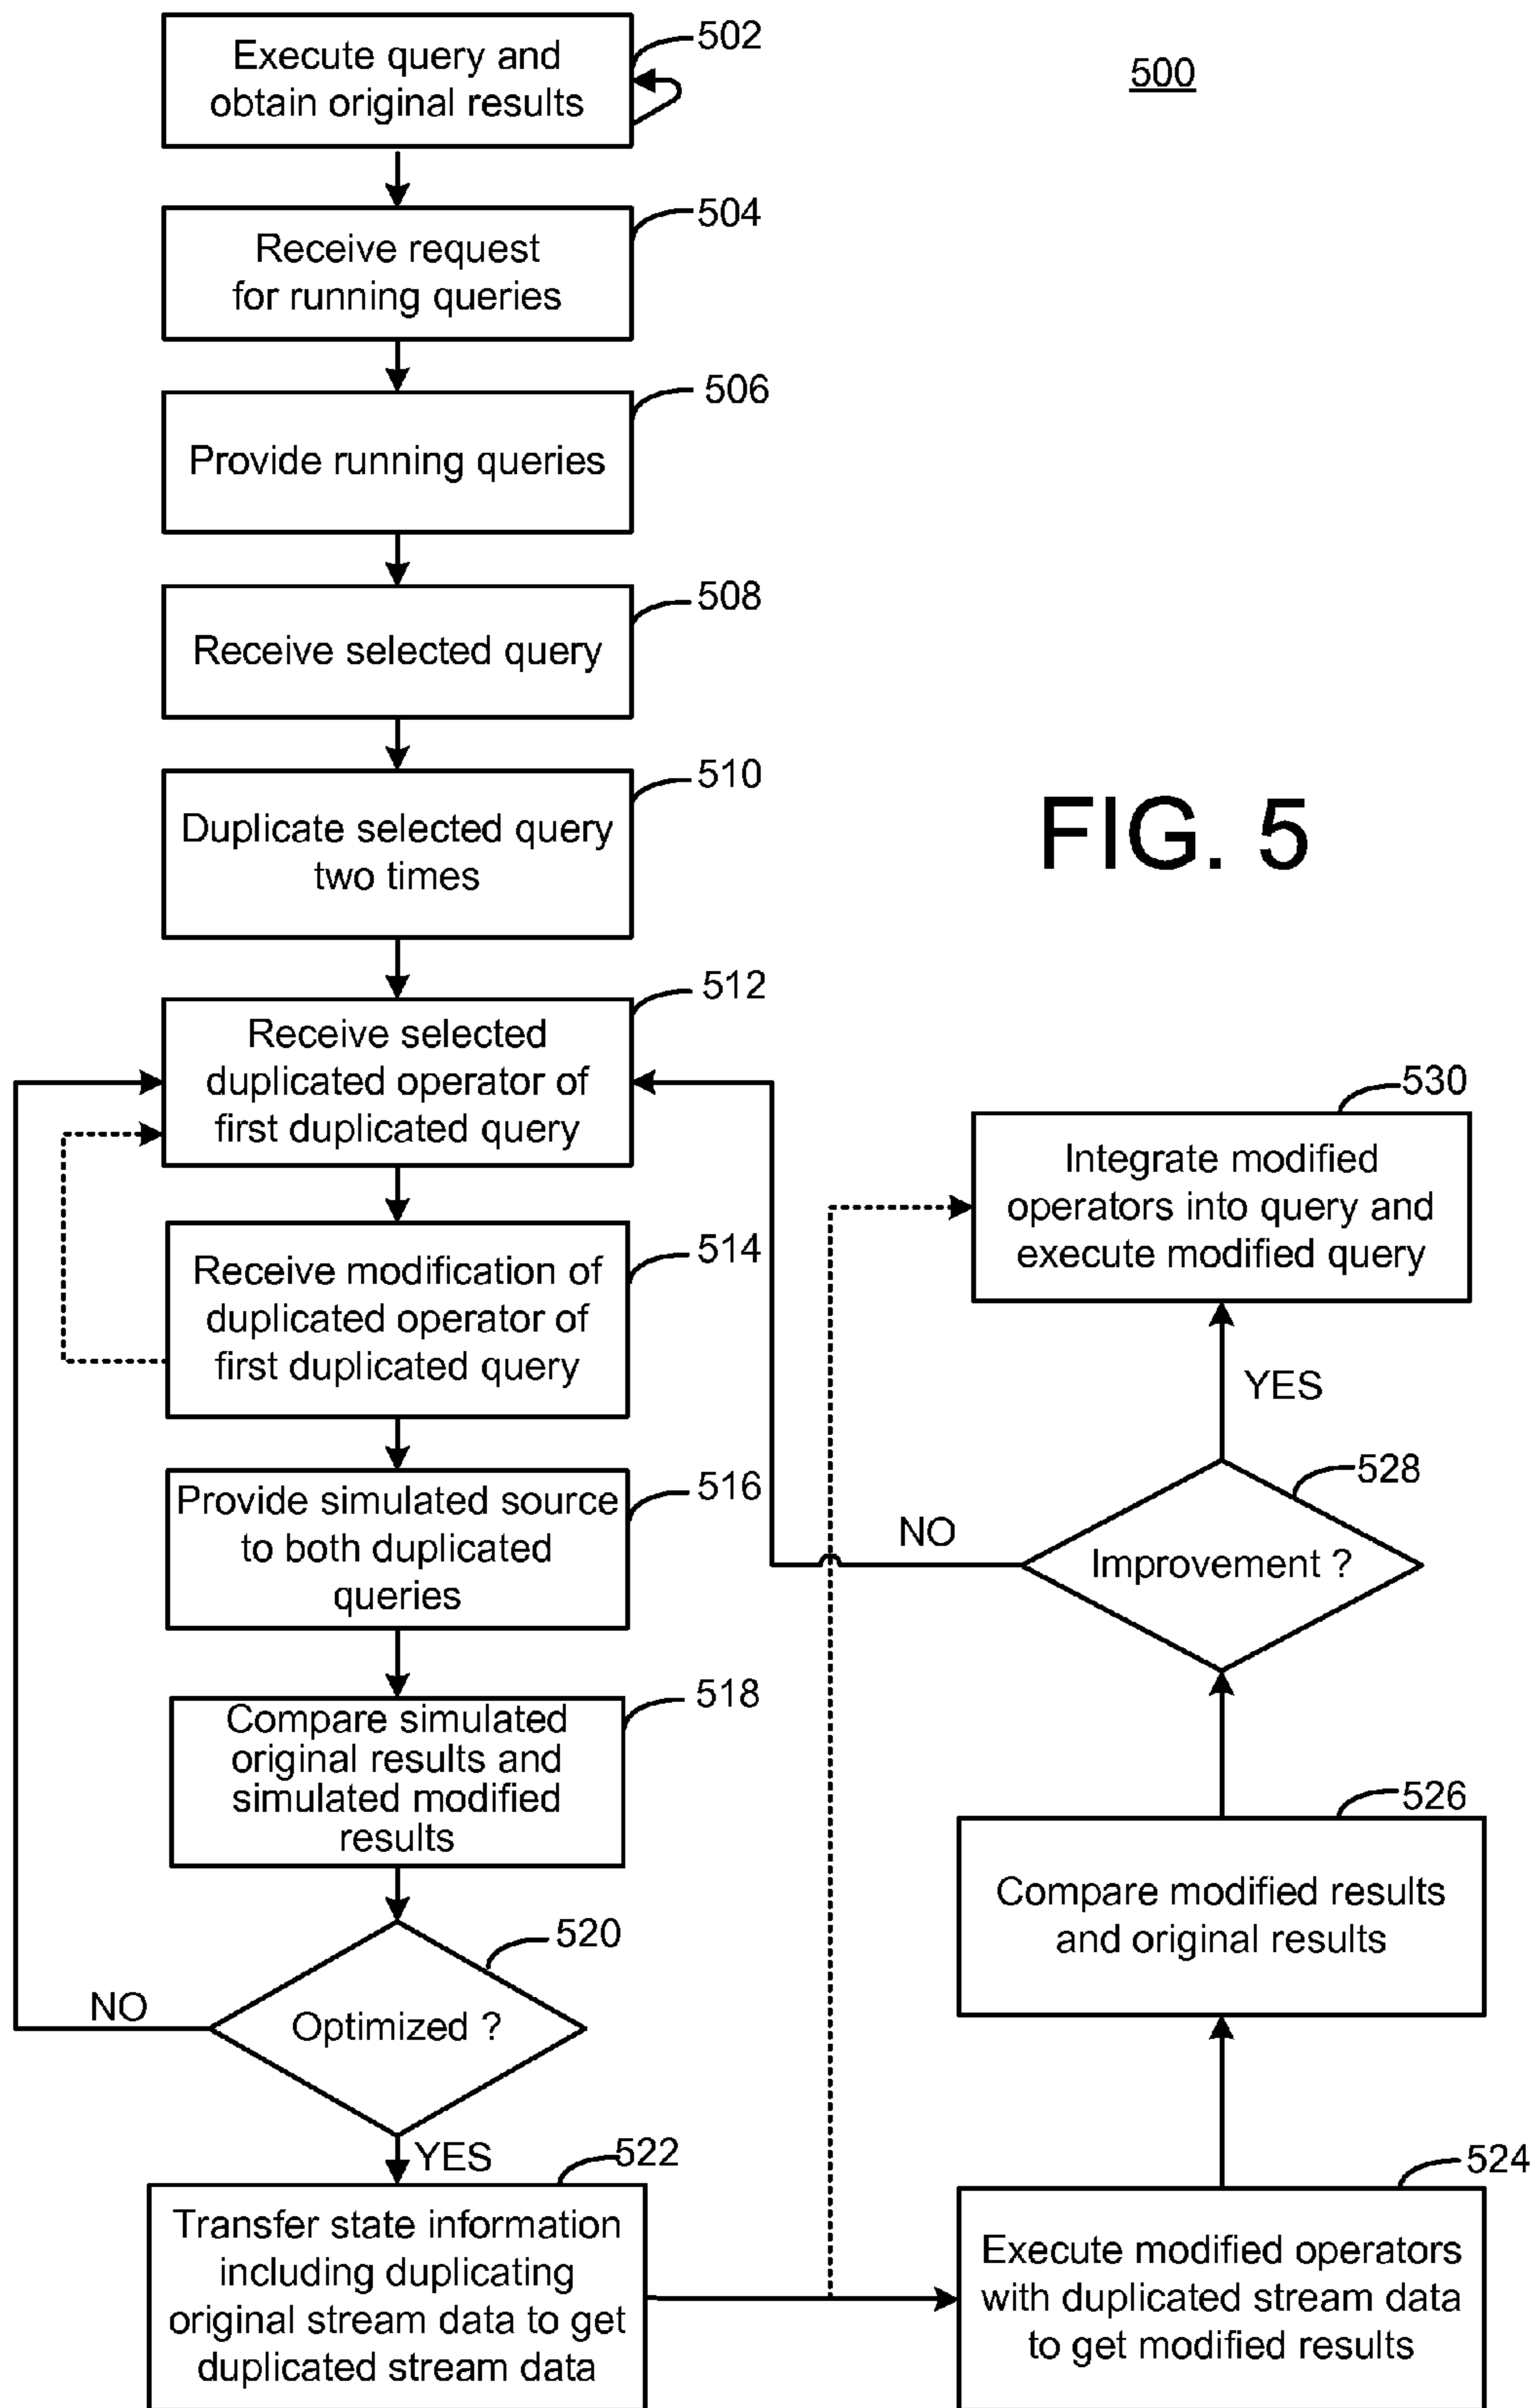 500
502
Execute query and
obtain original results
504
Receive request
for running queries
506
Provide running queries
508
Receive selected query
510
Duplicate selected query
two times
FIG. 5
512
Receive selected
duplicated operator of
first duplicated query
514
Receive modification of
duplicated operator of
first duplicated query
516
Provide simulated source
to both duplicated
queries
518
Compare simulated
original results and
simulated modified
results
520
Optimized ?
NO
YES
522
Transfer state information
including duplicating
original stream data to get
duplicated stream data
524
Execute modified operators
with duplicated stream data
to get modified results
526
Compare modified results
and original results
528
Improvement ?
NO
YES
530
Integrate modified
operators into query and
execute modified query